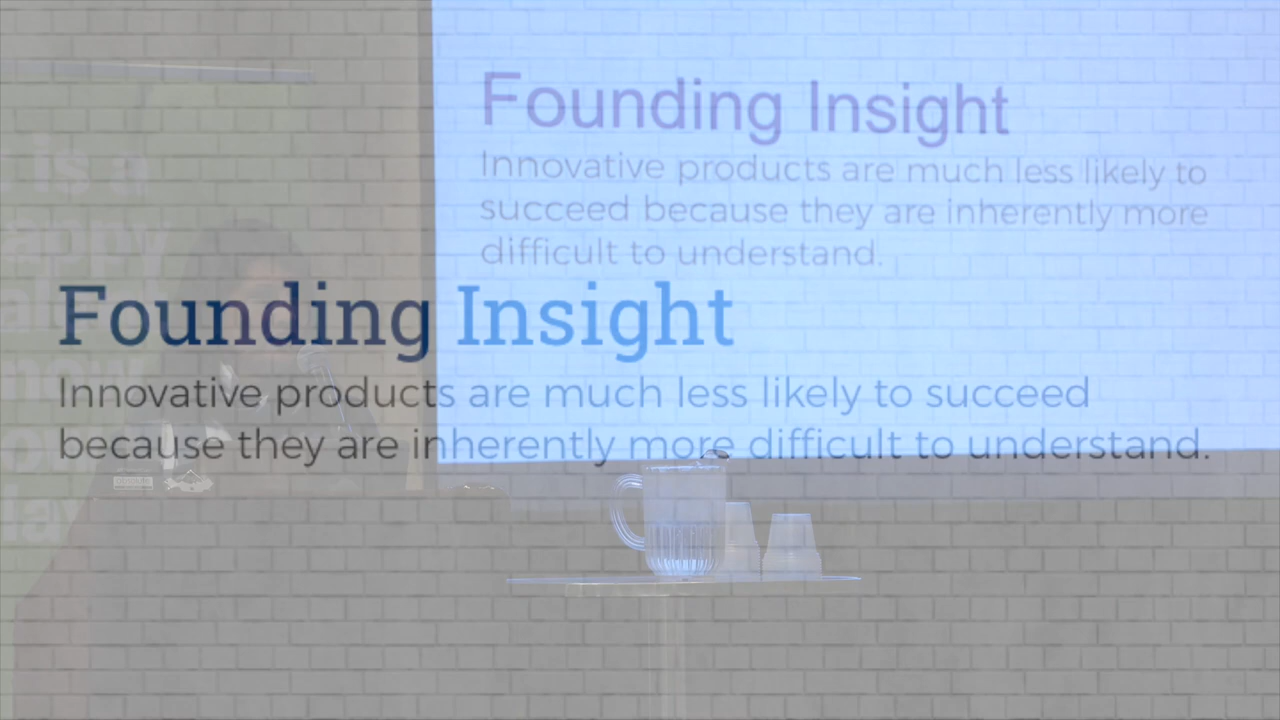 Founding Insight
Innovative products are much less likely to
succeed because they are inherently more
difficult to understand.
is a
Founding Insight
Innovative products are much less likely to succeed
because they are inherently more difficult to understand.